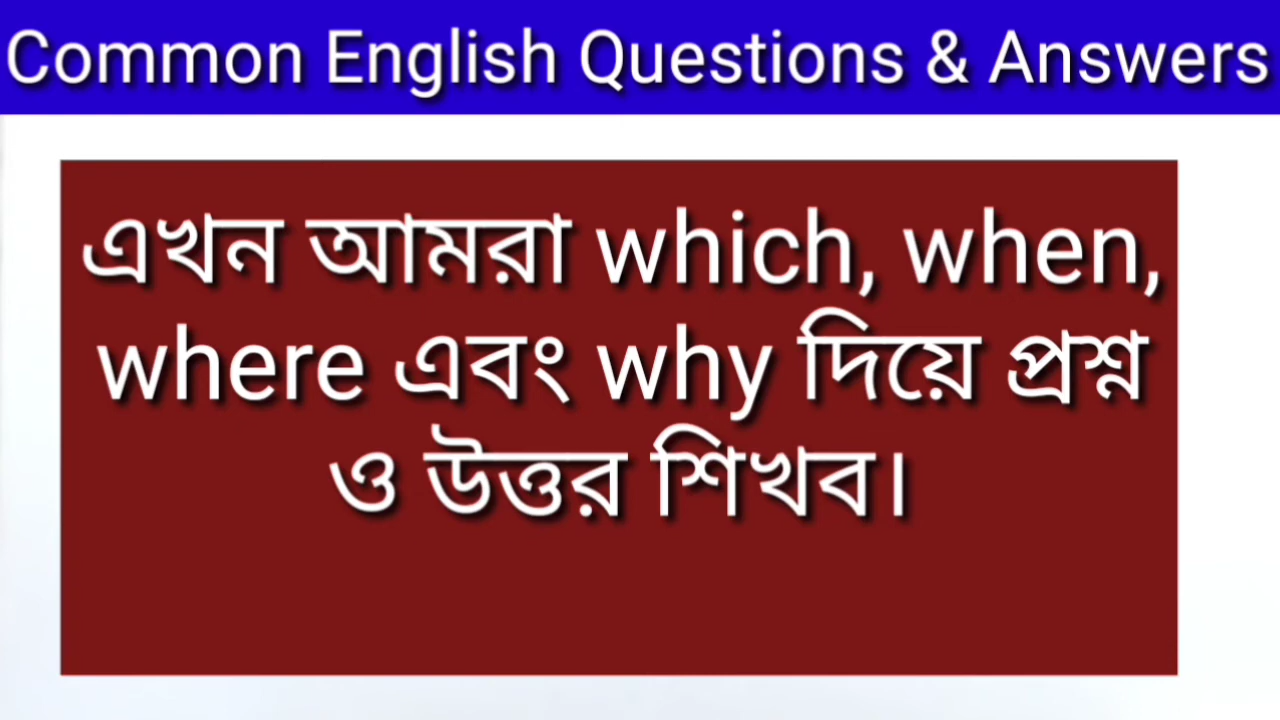 Common English Questions & Answers
এখন আমরা which, when,
where এবং why দিয়ে প্রশ্ন
ও উত্তর শিখব।